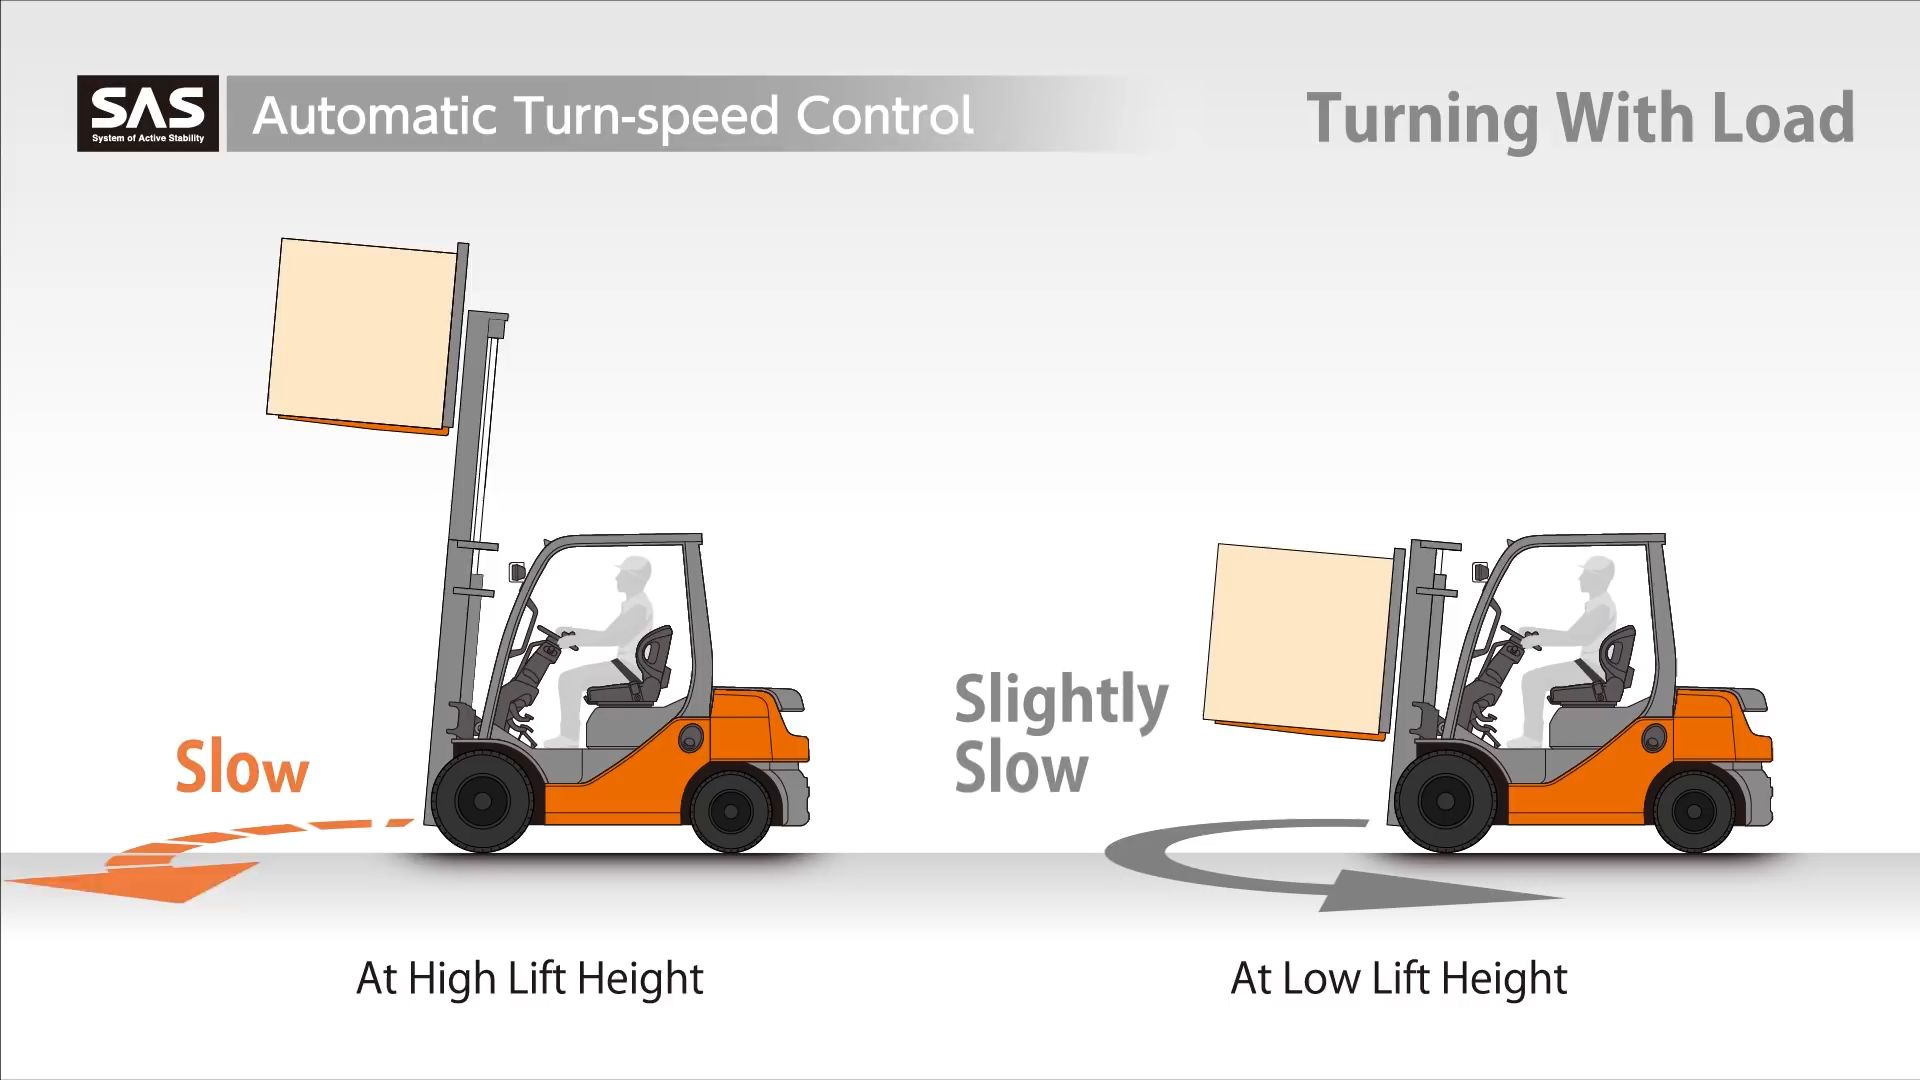 SAS
System of Active Stability
Automatic Turn-speed Control
Turning With Load
Slow
Slightly
Slow
At High Lift Height
At Low Lift Height